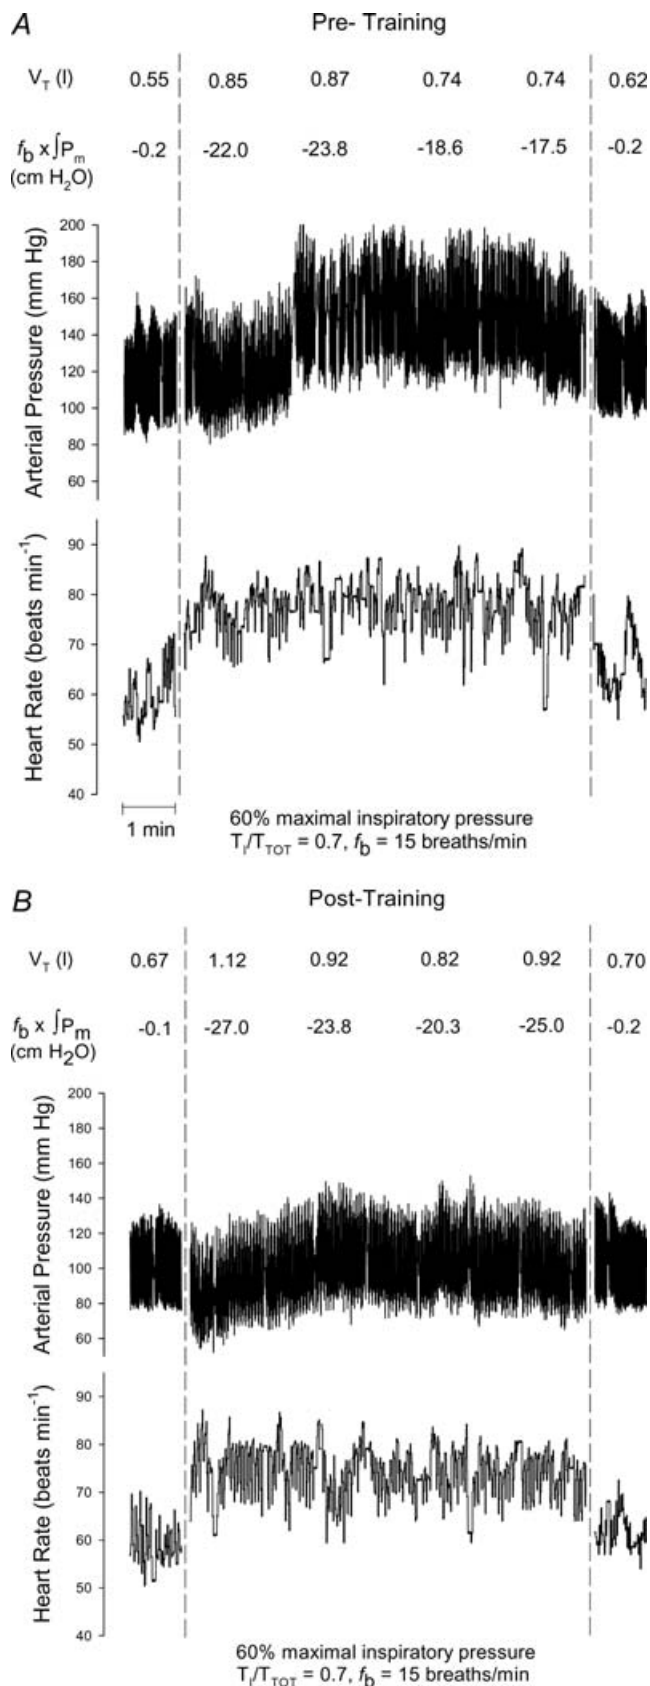 A Pre- Training
V_T (l) 0.55 0.85 0.87 0.74 0.74 0.62
f_b x ∫P_m -0.2 -22.0 -23.8 -18.6 -17.5 -0.2
(cm H₂O)
Arterial Pressure (mm Hg)
200
180
160
140
120
100
80
60
Heart Rate (beats min⁻¹)
90
80
70
60
50
40
1 min
60% maximal inspiratory pressure
T_I/T_TOT = 0.7, f_b = 15 breaths/min
B Post-Training
V_T (l) 0.67 1.12 0.92 0.82 0.92 0.70
f_b x ∫P_m -0.1 -27.0 -23.8 -20.3 -25.0 -0.2
(cm H₂O)
Arterial Pressure (mm Hg)
200
180
160
140
120
100
80
60
Heart Rate (beats min⁻¹)
90
80
70
60
50
40
60% maximal inspiratory pressure
T_I/T_TOT = 0.7, f_b = 15 breaths/min